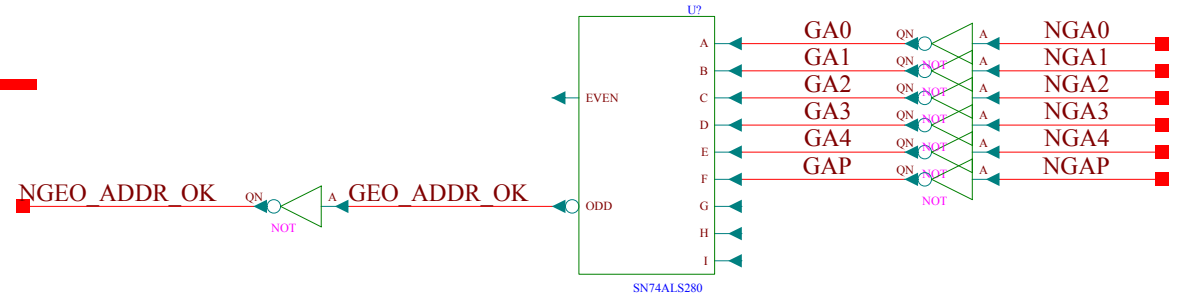 U?
A GA0 QN A NGA0
NOT
B GA1 QN A NGA1
NOT
EVEN C GA2 QN A NGA2
NOT
D GA3 QN A NGA3
NOT
E GA4 QN A NGA4
NOT
F GAP QN A NGAP
NOT
NGEO_ADDR_OK QN A GEO_ADDR_OK ODD G
NOT
H
I
SN74ALS280